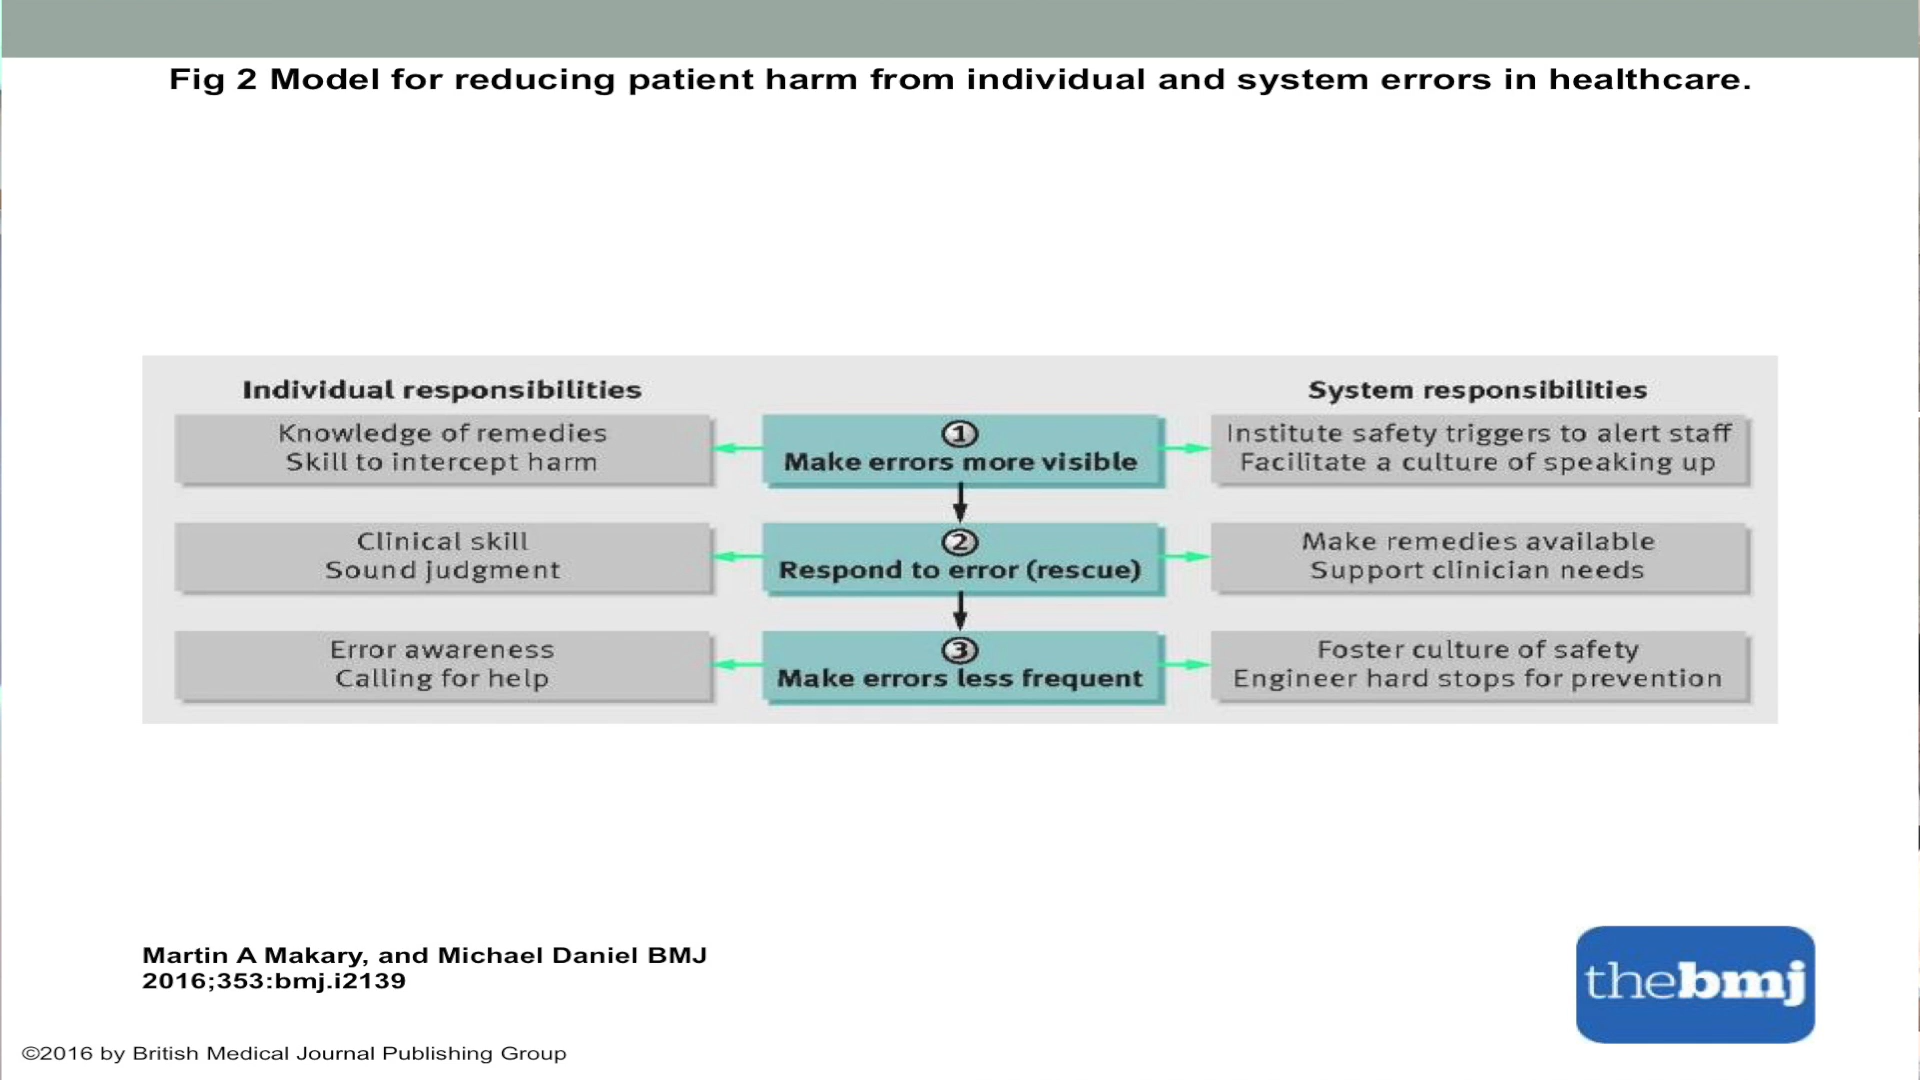 Fig 2 Model for reducing patient harm from individual and system errors in healthcare.
Individual responsibilities
System responsibilities
Knowledge of remedies
Skill to intercept harm
1
Make errors more visible
Institute safety triggers to alert staff
Facilitate a culture of speaking up
Clinical skill
Sound judgment
2
Respond to error (rescue)
Make remedies available
Support clinician needs
Error awareness
Calling for help
3
Make errors less frequent
Foster culture of safety
Engineer hard stops for prevention
Martin A Makary, and Michael Daniel BMJ
2016;353:bmj.i2139
thebmj
©2016 by British Medical Journal Publishing Group